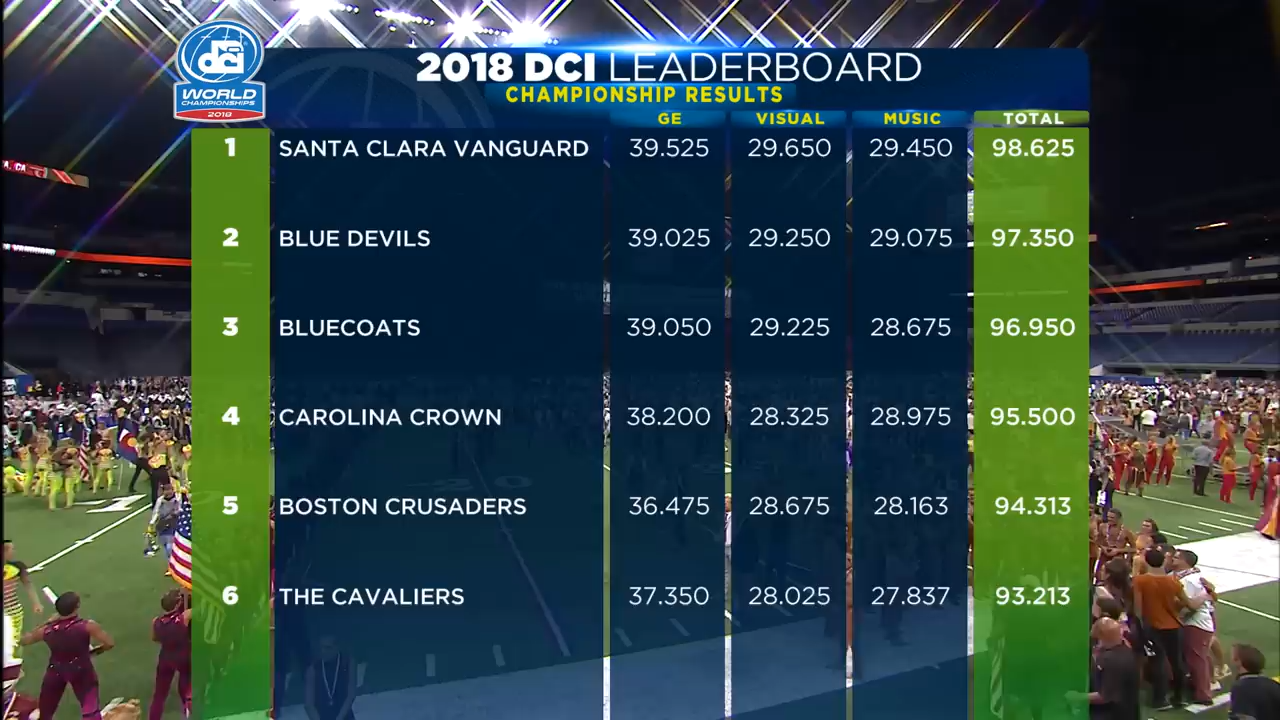 dci
WORLD
CHAMPIONSHIPS
2018
2018 DCI LEADERBOARD
CHAMPIONSHIP RESULTS
GE VISUAL MUSIC TOTAL
1 SANTA CLARA VANGUARD 39.525 29.650 29.450 98.625
2 BLUE DEVILS 39.025 29.250 29.075 97.350
3 BLUECOATS 39.050 29.225 28.675 96.950
4 CAROLINA CROWN 38.200 28.325 28.975 95.500
5 BOSTON CRUSADERS 36.475 28.675 28.163 94.313
6 THE CAVALIERS 37.350 28.025 27.837 93.213